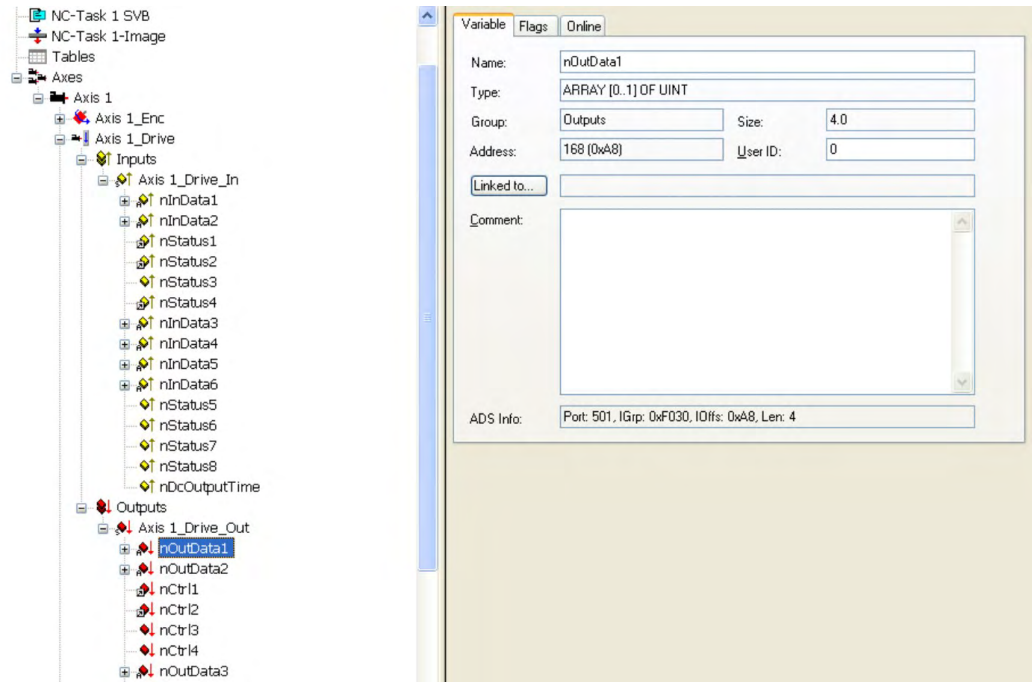 NC-Task 1 SVB
NC-Task 1-Image
Tables
Axes
Axis 1
Axis 1_Enc
Axis 1_Drive
Inputs
Axis 1_Drive_In
nInData1
nInData2
nStatus1
nStatus2
nStatus3
nStatus4
nInData3
nInData4
nInData5
nInData6
nStatus5
nStatus6
nStatus7
nStatus8
nDcOutputTime
Outputs
Axis 1_Drive_Out
nOutData1
nOutData2
nCtrl1
nCtrl2
nCtrl3
nCtrl4
nOutData3
Variable Flags Online
Name: nOutData1
Type: ARRAY [0..1] OF UINT
Group: Outputs Size: 4.0
Address: 168 (0xA8) User ID: 0
Linked to...
Comment:
ADS Info: Port: 501, IGrp: 0xF030, IOffs: 0xA8, Len: 4